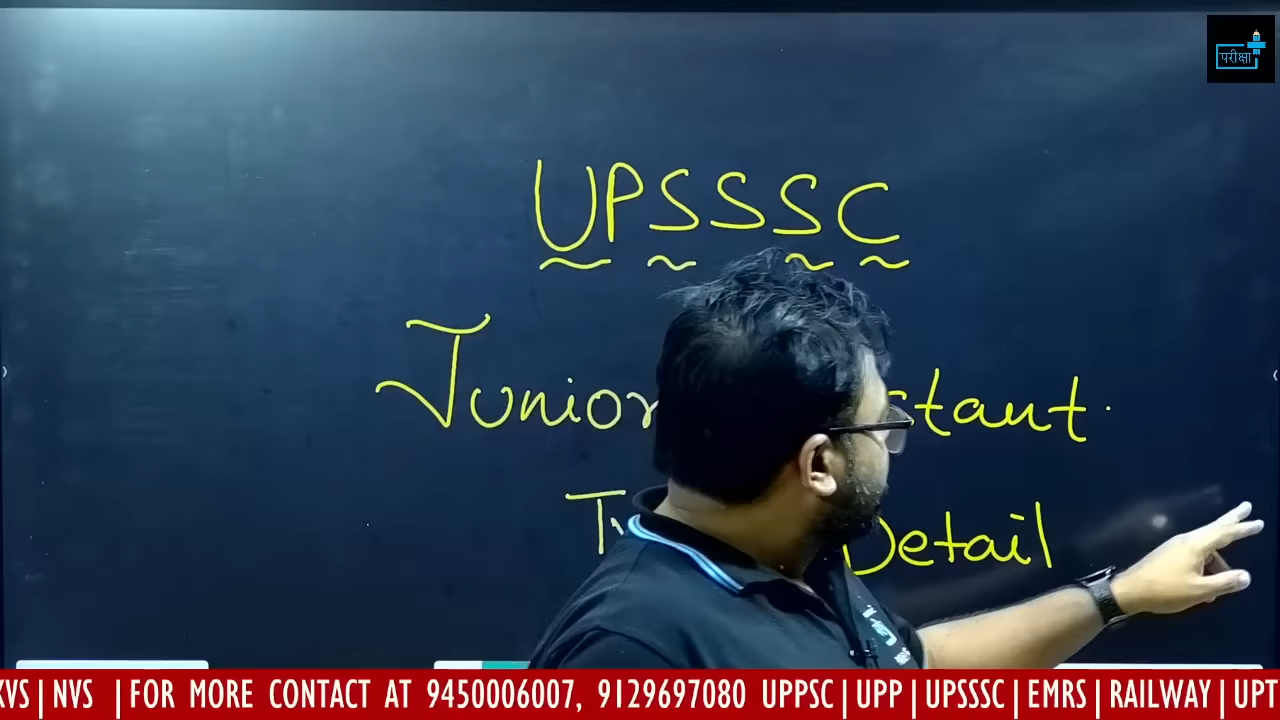 परीक्षा
UPSSSC
Junior stant.
Detail
KVS | NVS | FOR MORE CONTACT AT 9450006007, 9129697080 UPPSC | UPP | UPSSSC | EMRS | RAILWAY | UPT